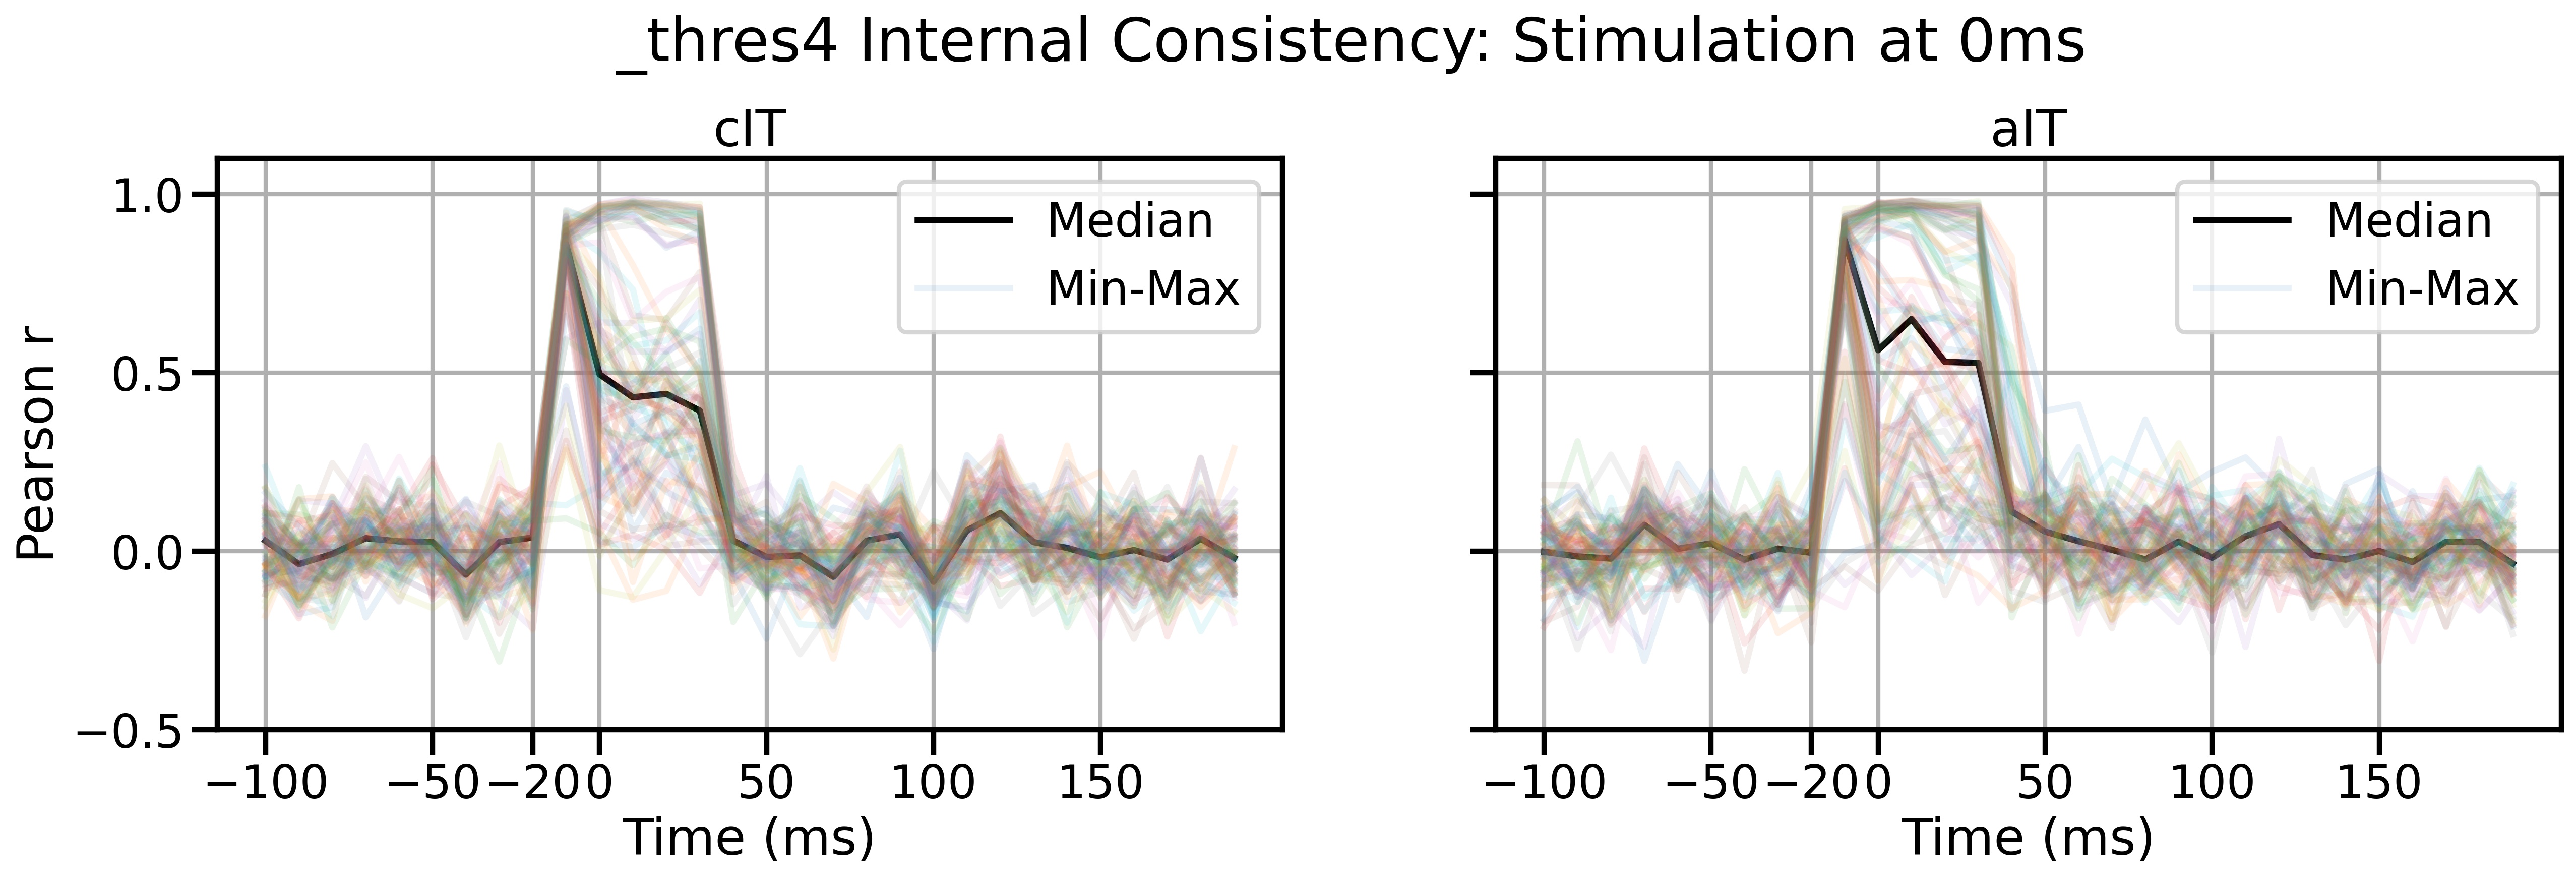 _thres4 Internal Consistency: Stimulation at 0ms
cIT
aIT
Pearson r
1.0
0.5
0.0
−0.5
Median
Min-Max
Median
Min-Max
−100 −50 −20 0 50 100 150
−100 −50 −20 0 50 100 150
Time (ms)
Time (ms)